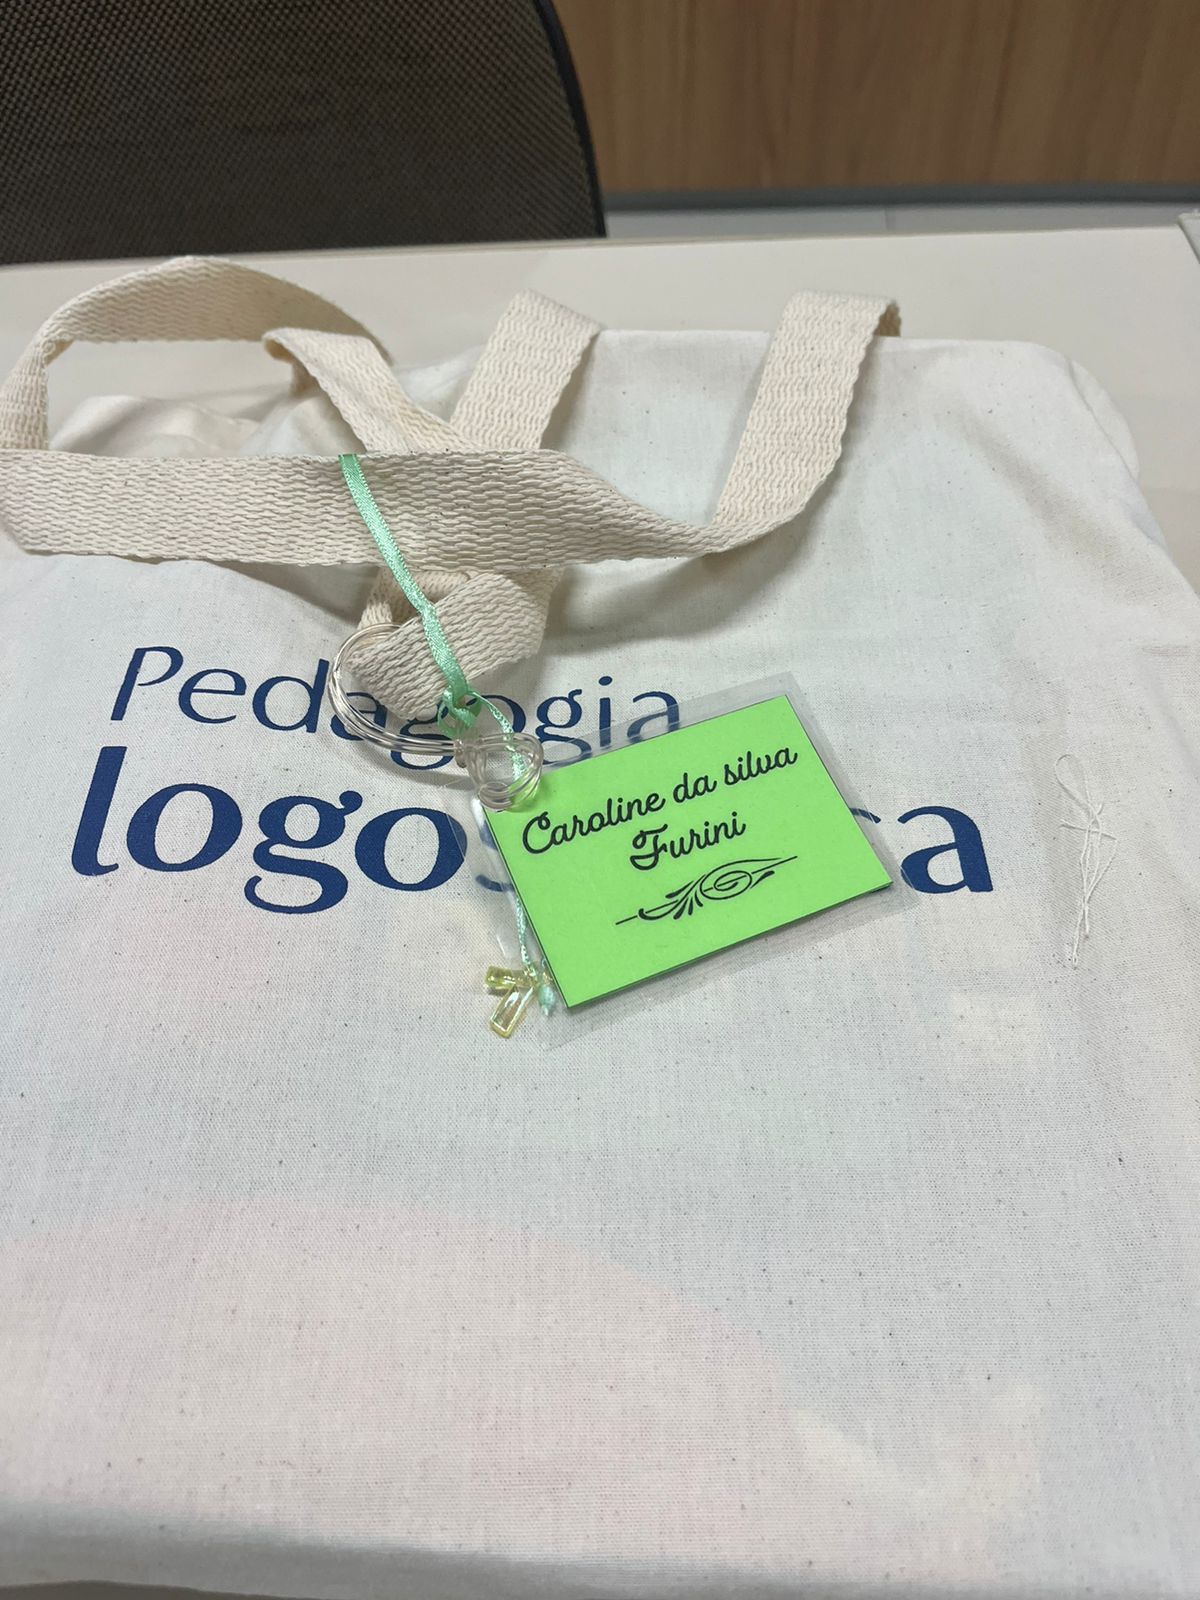 Pedagogia
Caroline da silva
Furini